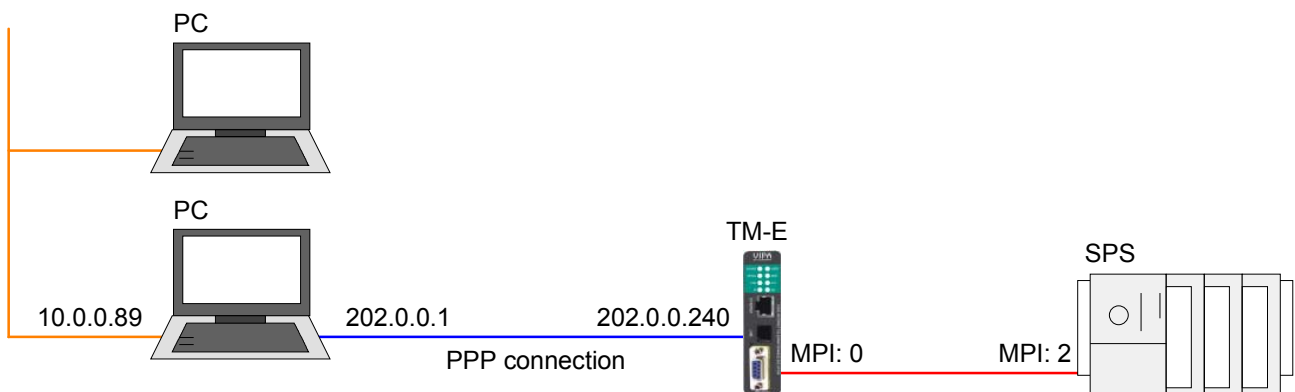 PC
PC
TM-E
VIPA
SPS
10.0.0.89
202.0.0.1
202.0.0.240
PPP connection
MPI: 0
MPI: 2